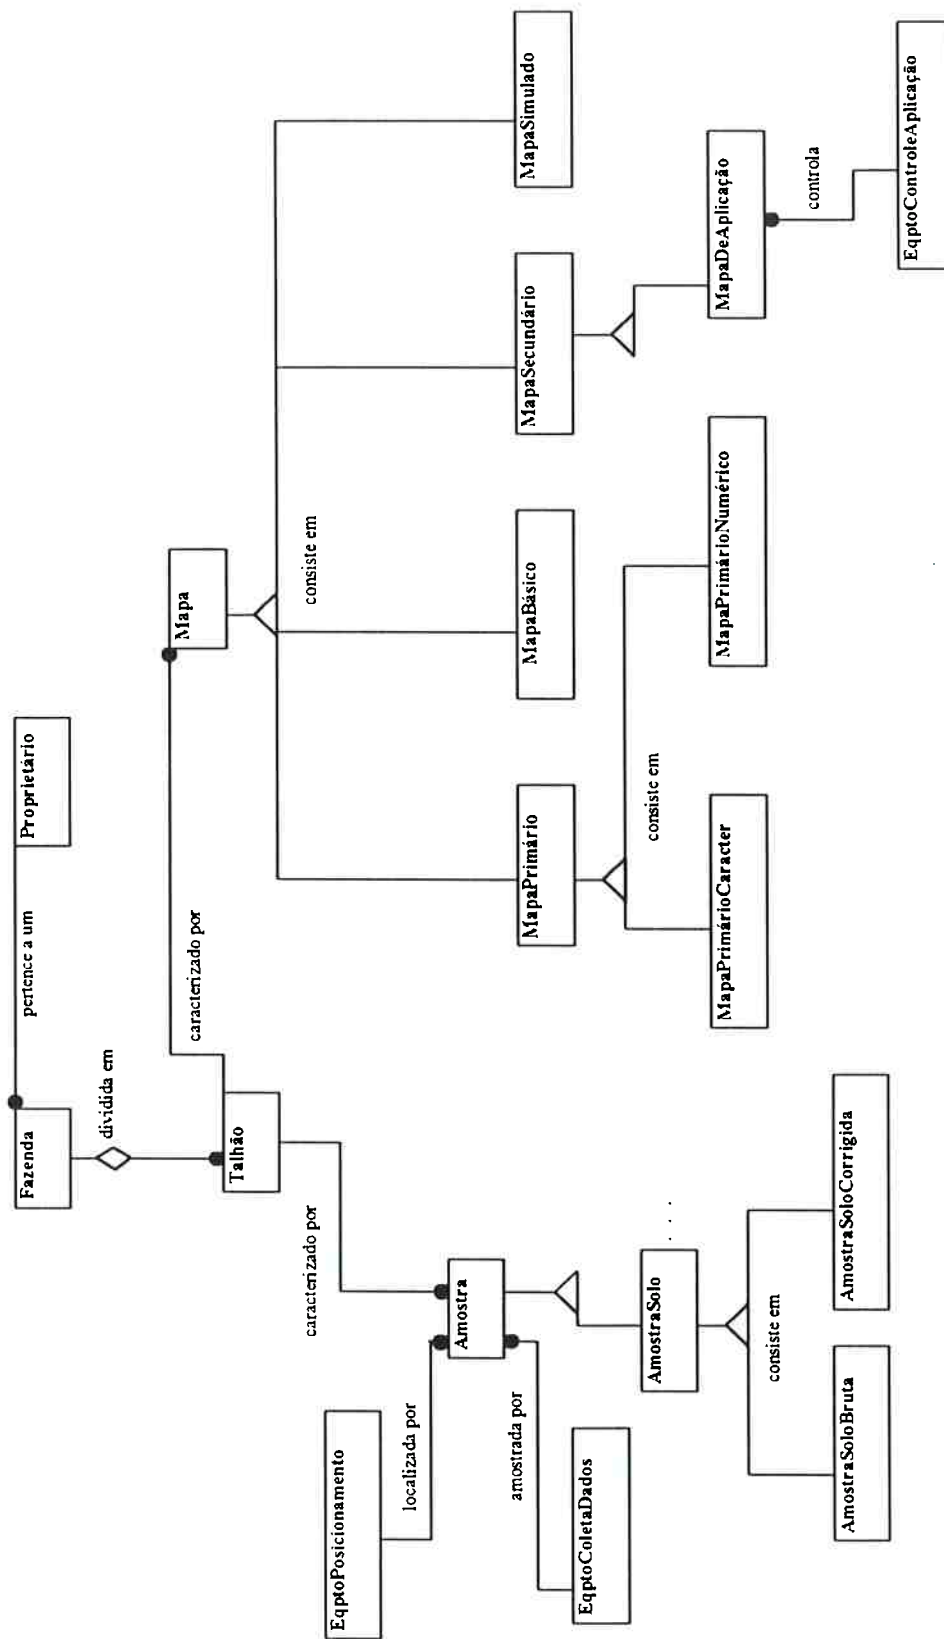 Fazenda
pertence a um
Proprietário
dividida em
Talhão
caracterizado por
Mapa
caracterizado por
consiste em
EqptoPosicionamento
localizada por
Amostra
amostrada por
EqptoColetaDados
MapaPrimário
MapaBásico
MapaSecundário
MapaSimulado
AmostraSolo
. . .
consiste em
consiste em
MapaPrimárioCaracter
MapaPrimárioNumérico
MapaDeAplicação
controla
AmostraSoloBruta
AmostraSoloCorrigida
EqptoControleAplicação